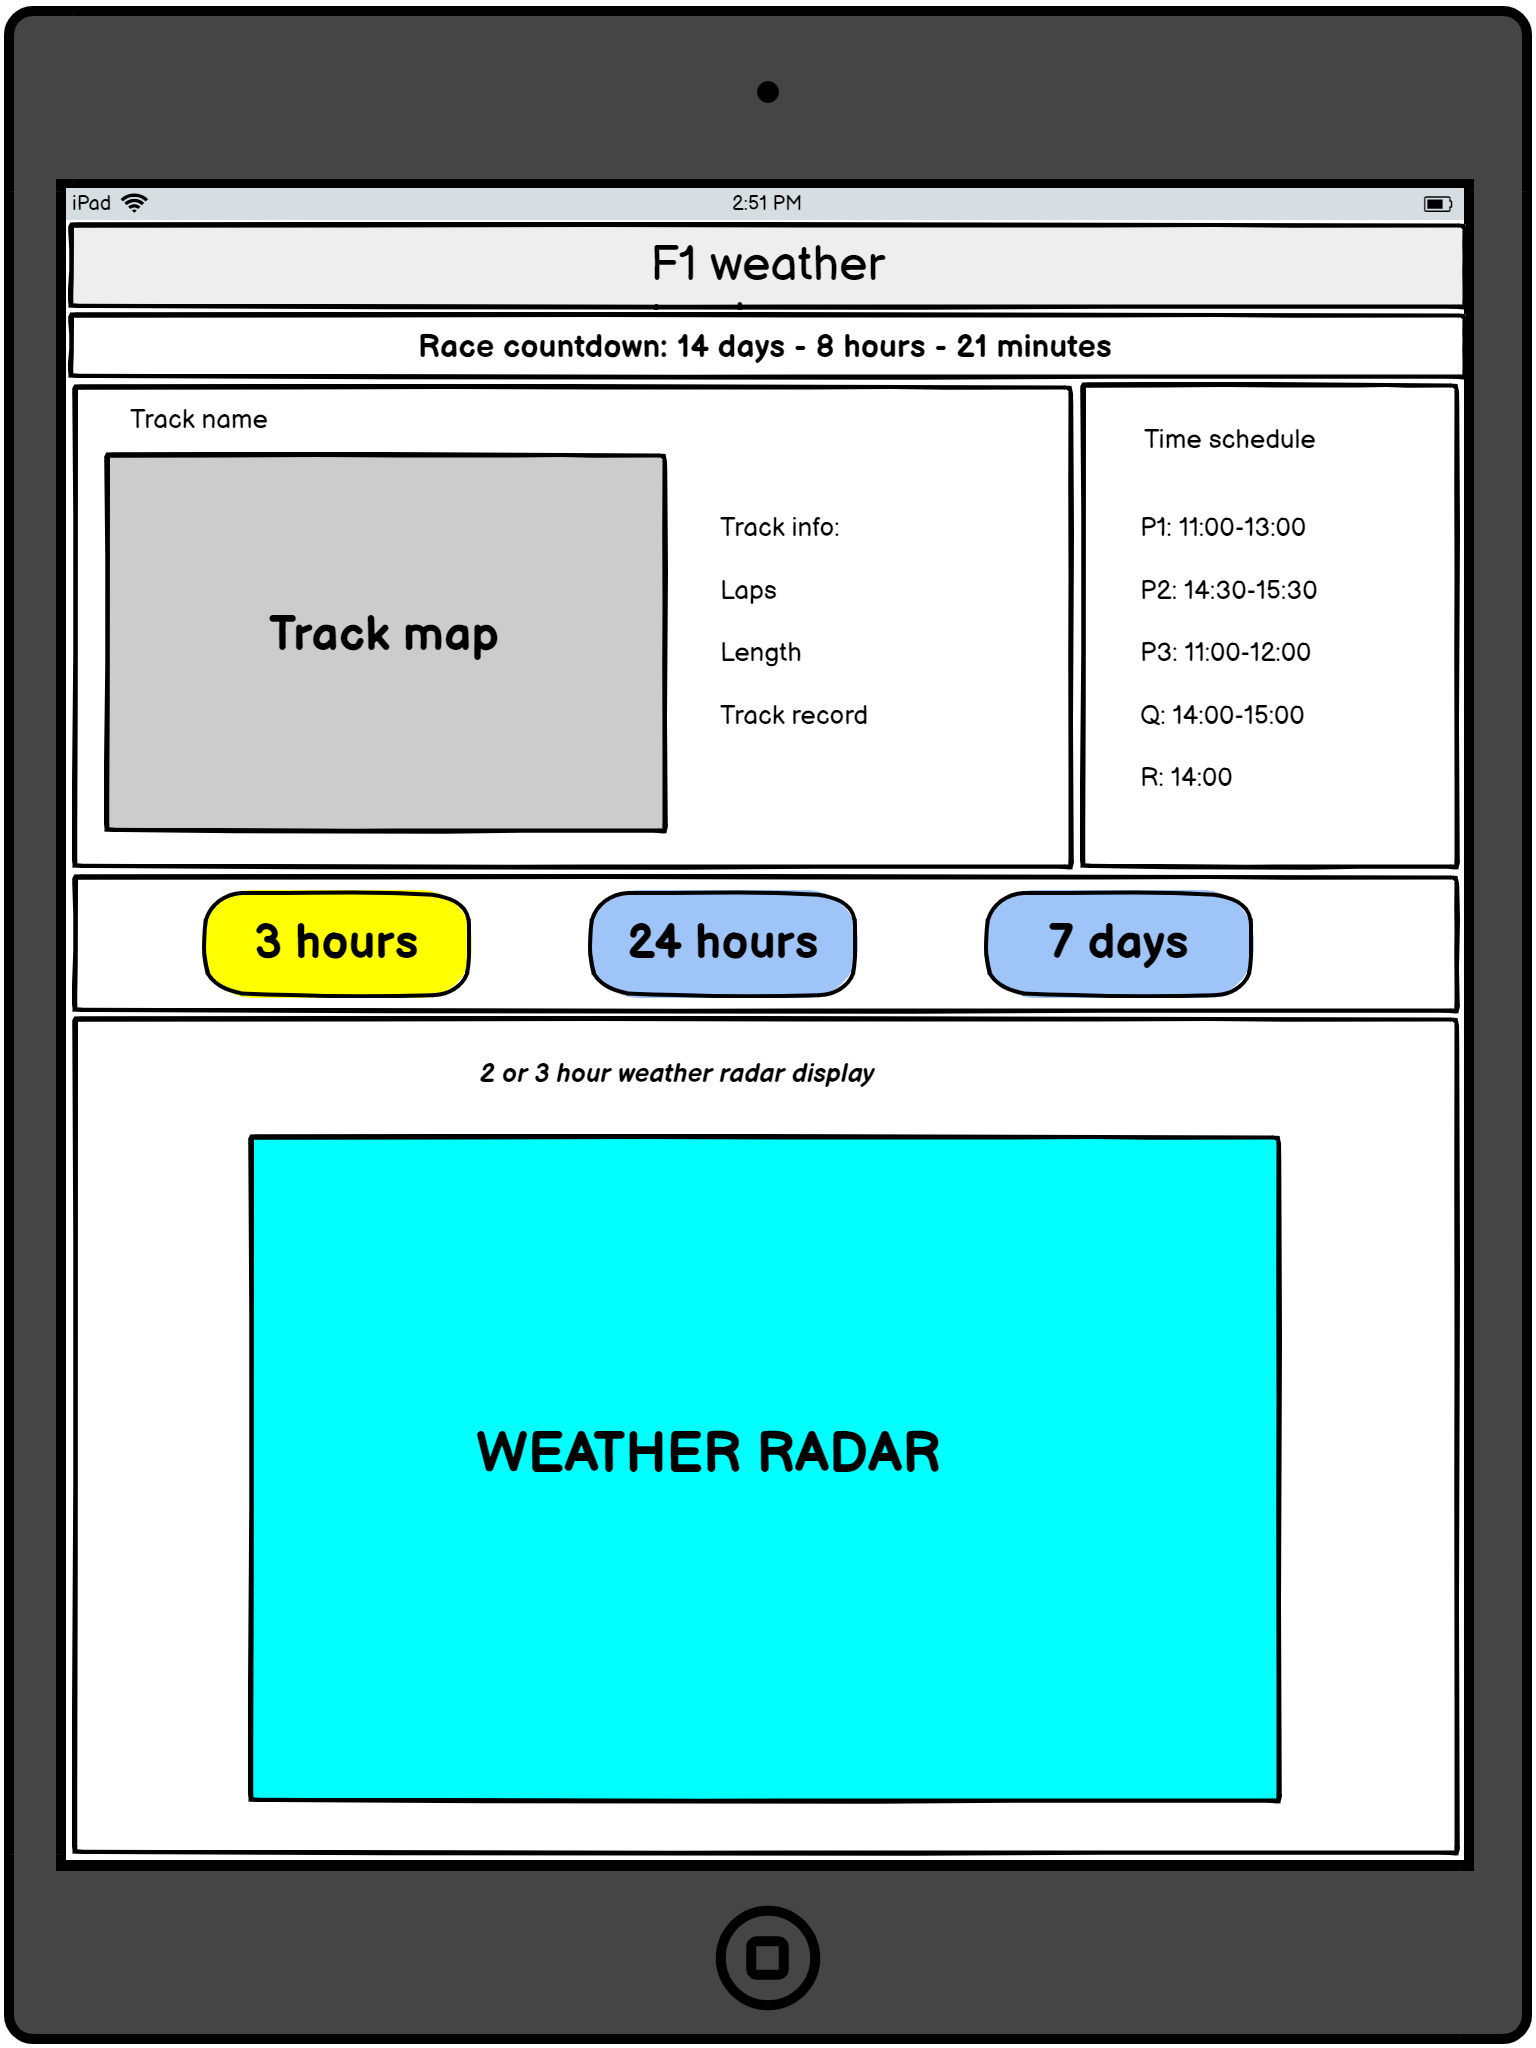 iPad
2:51 PM
F1 weather
Race countdown: 14 days - 8 hours - 21 minutes
Track name
Track map
Track info:
Laps
Length
Track record
Time schedule
P1: 11:00-13:00
P2: 14:30-15:30
P3: 11:00-12:00
Q: 14:00-15:00
R: 14:00
3 hours
24 hours
7 days
2 or 3 hour weather radar display
WEATHER RADAR